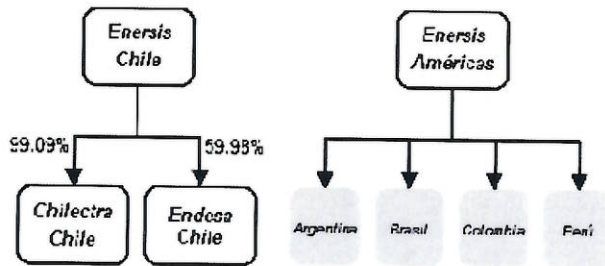 Enersis
Chile
Enersis
Américas
99.09%
59.98%
Chilectra
Chile
Endesa
Chile
Argentina
Brasil
Colombia
Perú